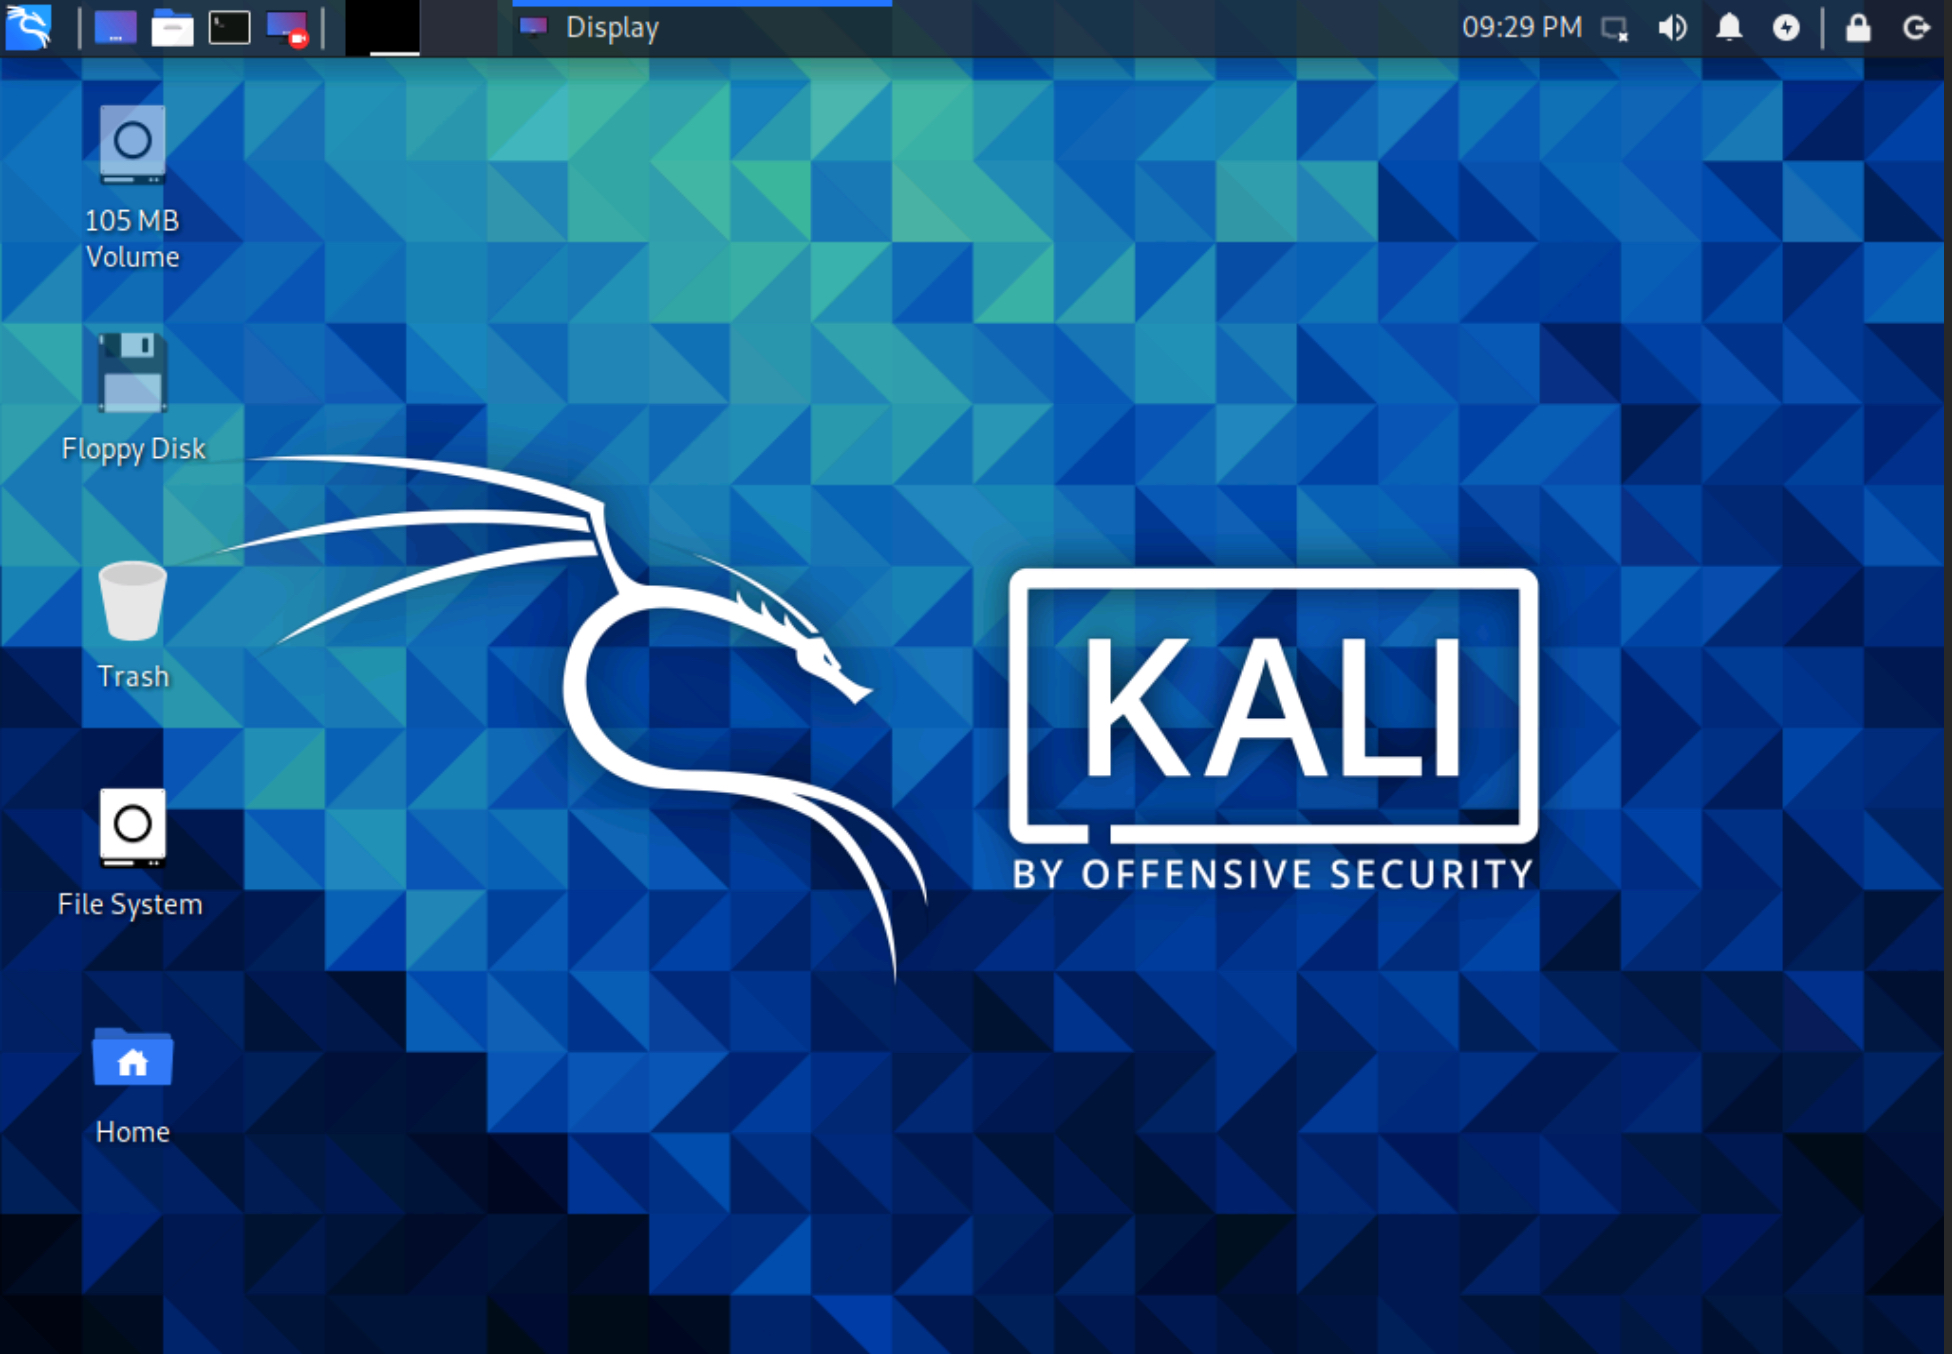 Display
09:29 PM
105 MB
Volume
Floppy Disk
Trash
File System
Home
KALI
BY OFFENSIVE SECURITY